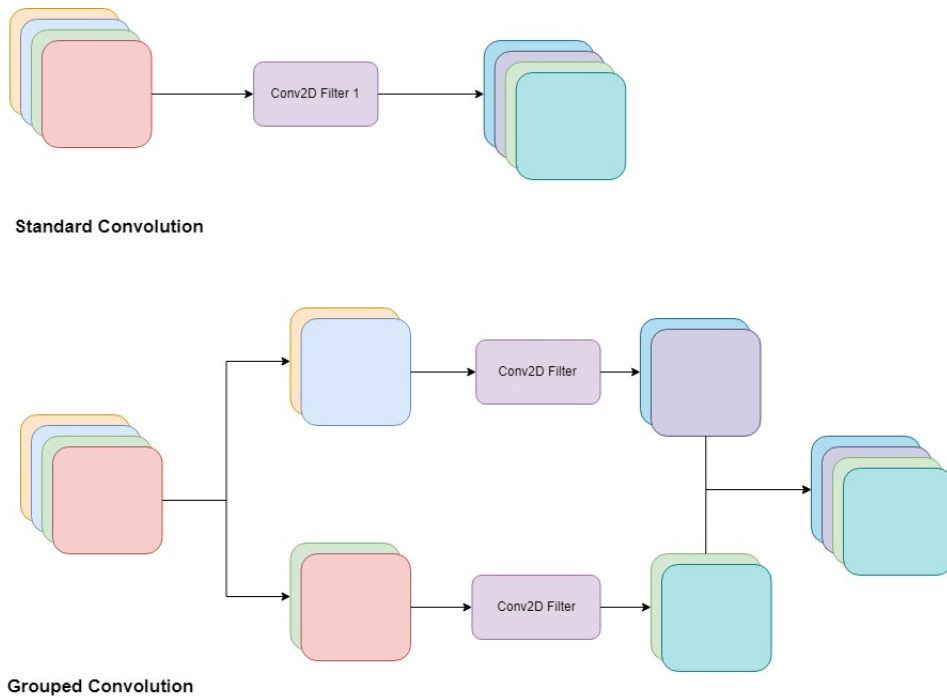 Conv2D Filter 1
Standard Convolution
Conv2D Filter
Conv2D Filter
Grouped Convolution